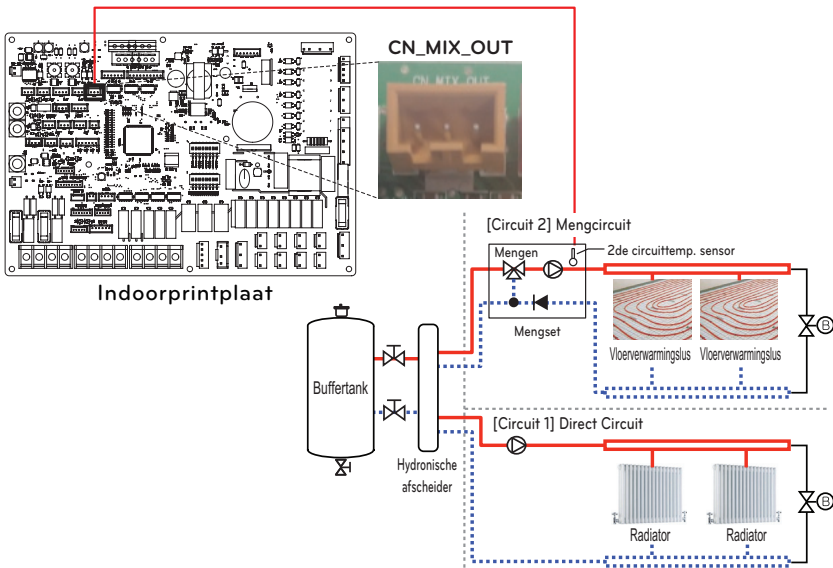 CN_MIX_OUT
CN_MIX_OUT
Indoorprintplaat
[Circuit 2] Mengcircuit
Mengen
2de circuittemp. sensor
Mengset
Vloerverwarmingslus
Vloerverwarmingslus
B
Buffertank
Hydronische
afscheider
[Circuit 1] Direct Circuit
Radiator
Radiator
B